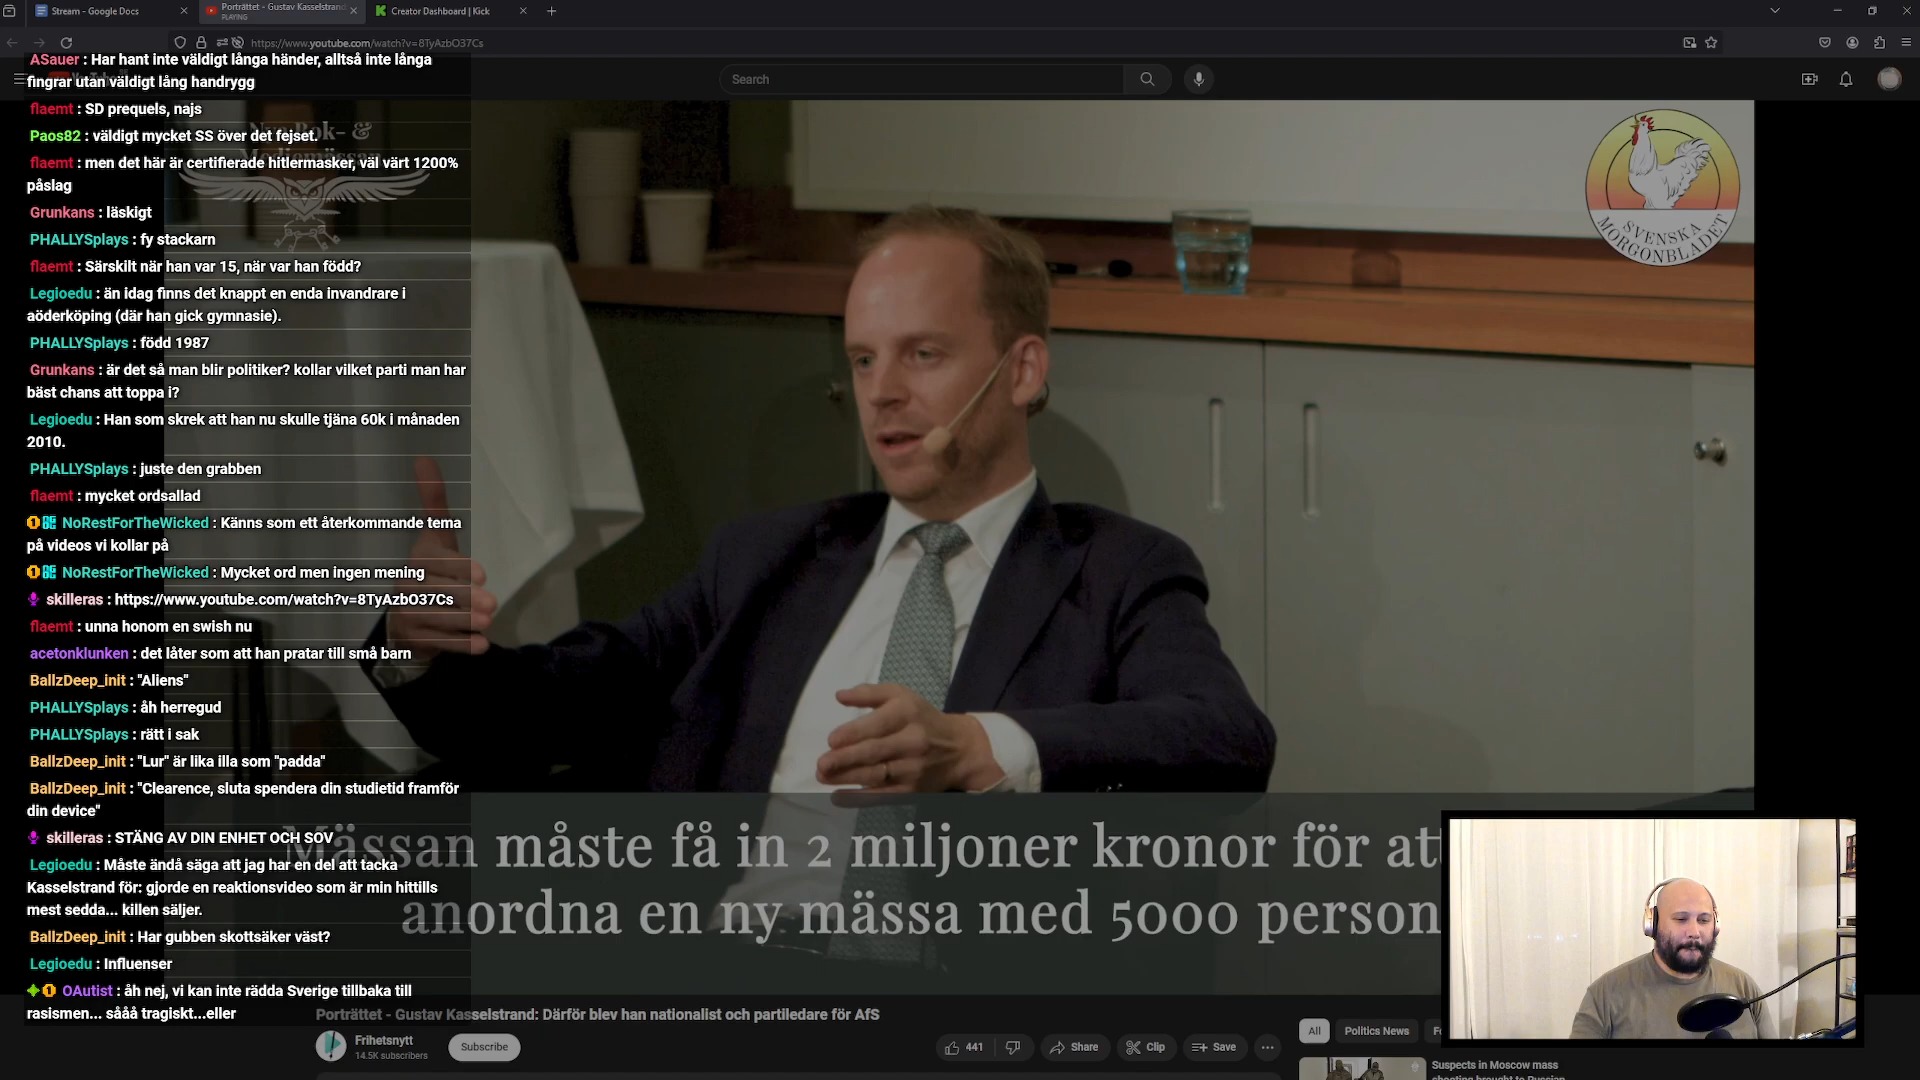 Stream - Google Docs
Porträttet - Gustav Kasselstrand:
PLAYING
Creator Dashboard | Kick
https://www.youtube.com/watch?v=8TyAzbO37Cs
Search
ASauer : Har hant inte väldigt långa händer, alltså inte långa
fingrar utan väldigt lång handrygg
flaemt : SD prequels, najs
Paos82 : väldigt mycket SS över det fejset.
flaemt : men det här är certifierade hitlermasker, väl värt 1200%
påslag
Grunkans : läskigt
PHALLYSplays : fy stackarn
flaemt : Särskilt när han var 15, när var han född?
Legioedu : än idag finns det knappt en enda invandrare i
aöderköping (där han gick gymnasie).
PHALLYSplays : född 1987
Grunkans : är det så man blir politiker? kollar vilket parti man har
bäst chans att toppa i?
Legioedu : Han som skrek att han nu skulle tjäna 60k i månaden
2010.
PHALLYSplays : juste den grabben
flaemt : mycket ordsallad
NoRestForTheWicked : Känns som ett återkommande tema
på videos vi kollar på
NoRestForTheWicked : Mycket ord men ingen mening
skilleras : https://www.youtube.com/watch?v=8TyAzbO37Cs
flaemt : unna honom en swish nu
acetonklunken : det låter som att han pratar till små barn
BallzDeep_init : "Aliens"
PHALLYSplays : åh herregud
PHALLYSplays : rätt i sak
BallzDeep_init : "Lur" är lika illa som "padda"
BallzDeep_init : "Clearence, sluta spendera din studietid framför
din device"
skilleras : STÄNG AV DIN ENHET OCH SOV
Legioedu : Måste ändå säga att jag har en del att tacka
Kasselstrand för: gjorde en reaktionsvideo som är min hittills
mest sedda... killen säljer.
BallzDeep_init : Har gubben skottsäker väst?
Legioedu : Influenser
OAutist : åh nej, vi kan inte rädda Sverige tillbaka till
rasismen... sååå tragiskt...eller
Bok- &
SVENSKA
MORGONBLADET
Mässan måste få in 2 miljoner kronor för att
anordna en ny mässa med 5000 person
Porträttet - Gustav Kasselstrand: Därför blev han nationalist och partiledare för AfS
Frihetsnytt
14.5K subscribers
Subscribe
441
Share
Clip
Save
All
Politics News
Suspects in Moscow mass
shooting brought to Russian